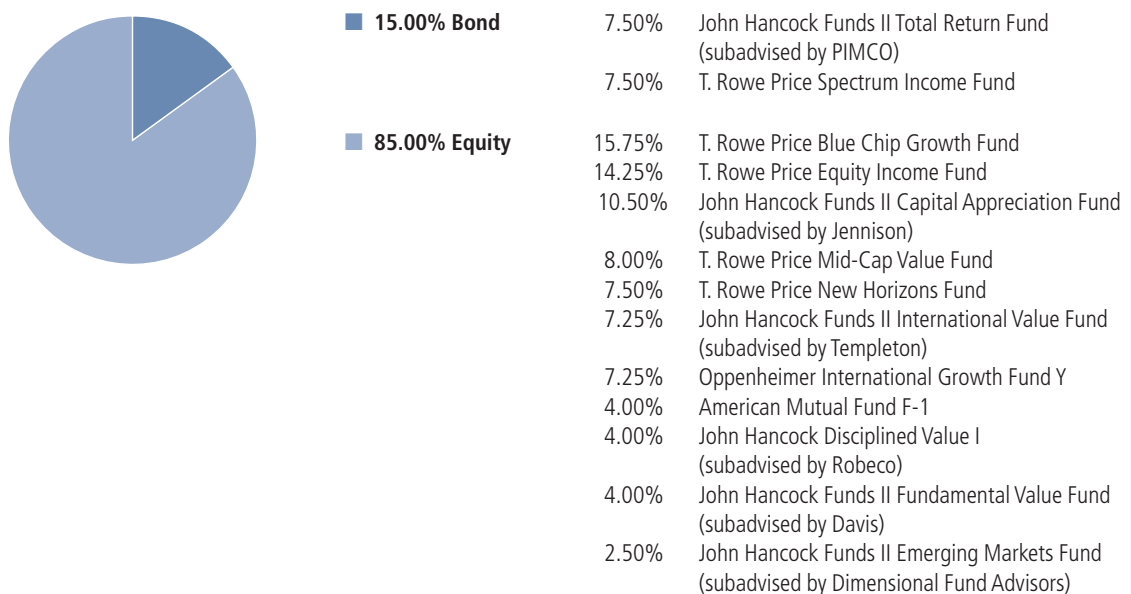 15.00% Bond
7.50% John Hancock Funds II Total Return Fund
(subadvised by PIMCO)
7.50% T. Rowe Price Spectrum Income Fund
85.00% Equity
15.75% T. Rowe Price Blue Chip Growth Fund
14.25% T. Rowe Price Equity Income Fund
10.50% John Hancock Funds II Capital Appreciation Fund
(subadvised by Jennison)
8.00% T. Rowe Price Mid-Cap Value Fund
7.50% T. Rowe Price New Horizons Fund
7.25% John Hancock Funds II International Value Fund
(subadvised by Templeton)
7.25% Oppenheimer International Growth Fund Y
4.00% American Mutual Fund F-1
4.00% John Hancock Disciplined Value I
(subadvised by Robeco)
4.00% John Hancock Funds II Fundamental Value Fund
(subadvised by Davis)
2.50% John Hancock Funds II Emerging Markets Fund
(subadvised by Dimensional Fund Advisors)